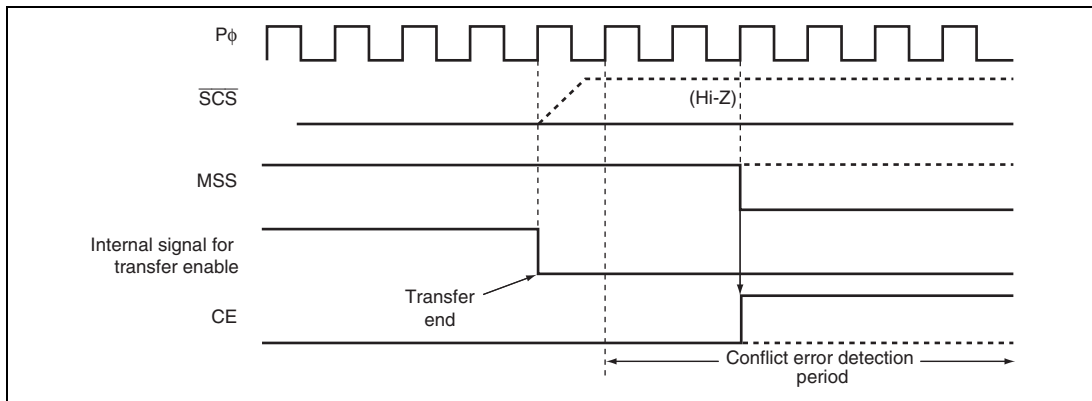 Pϕ
SCS
(Hi-Z)
MSS
Internal signal for
transfer enable
Transfer
end
CE
Conflict error detection
period